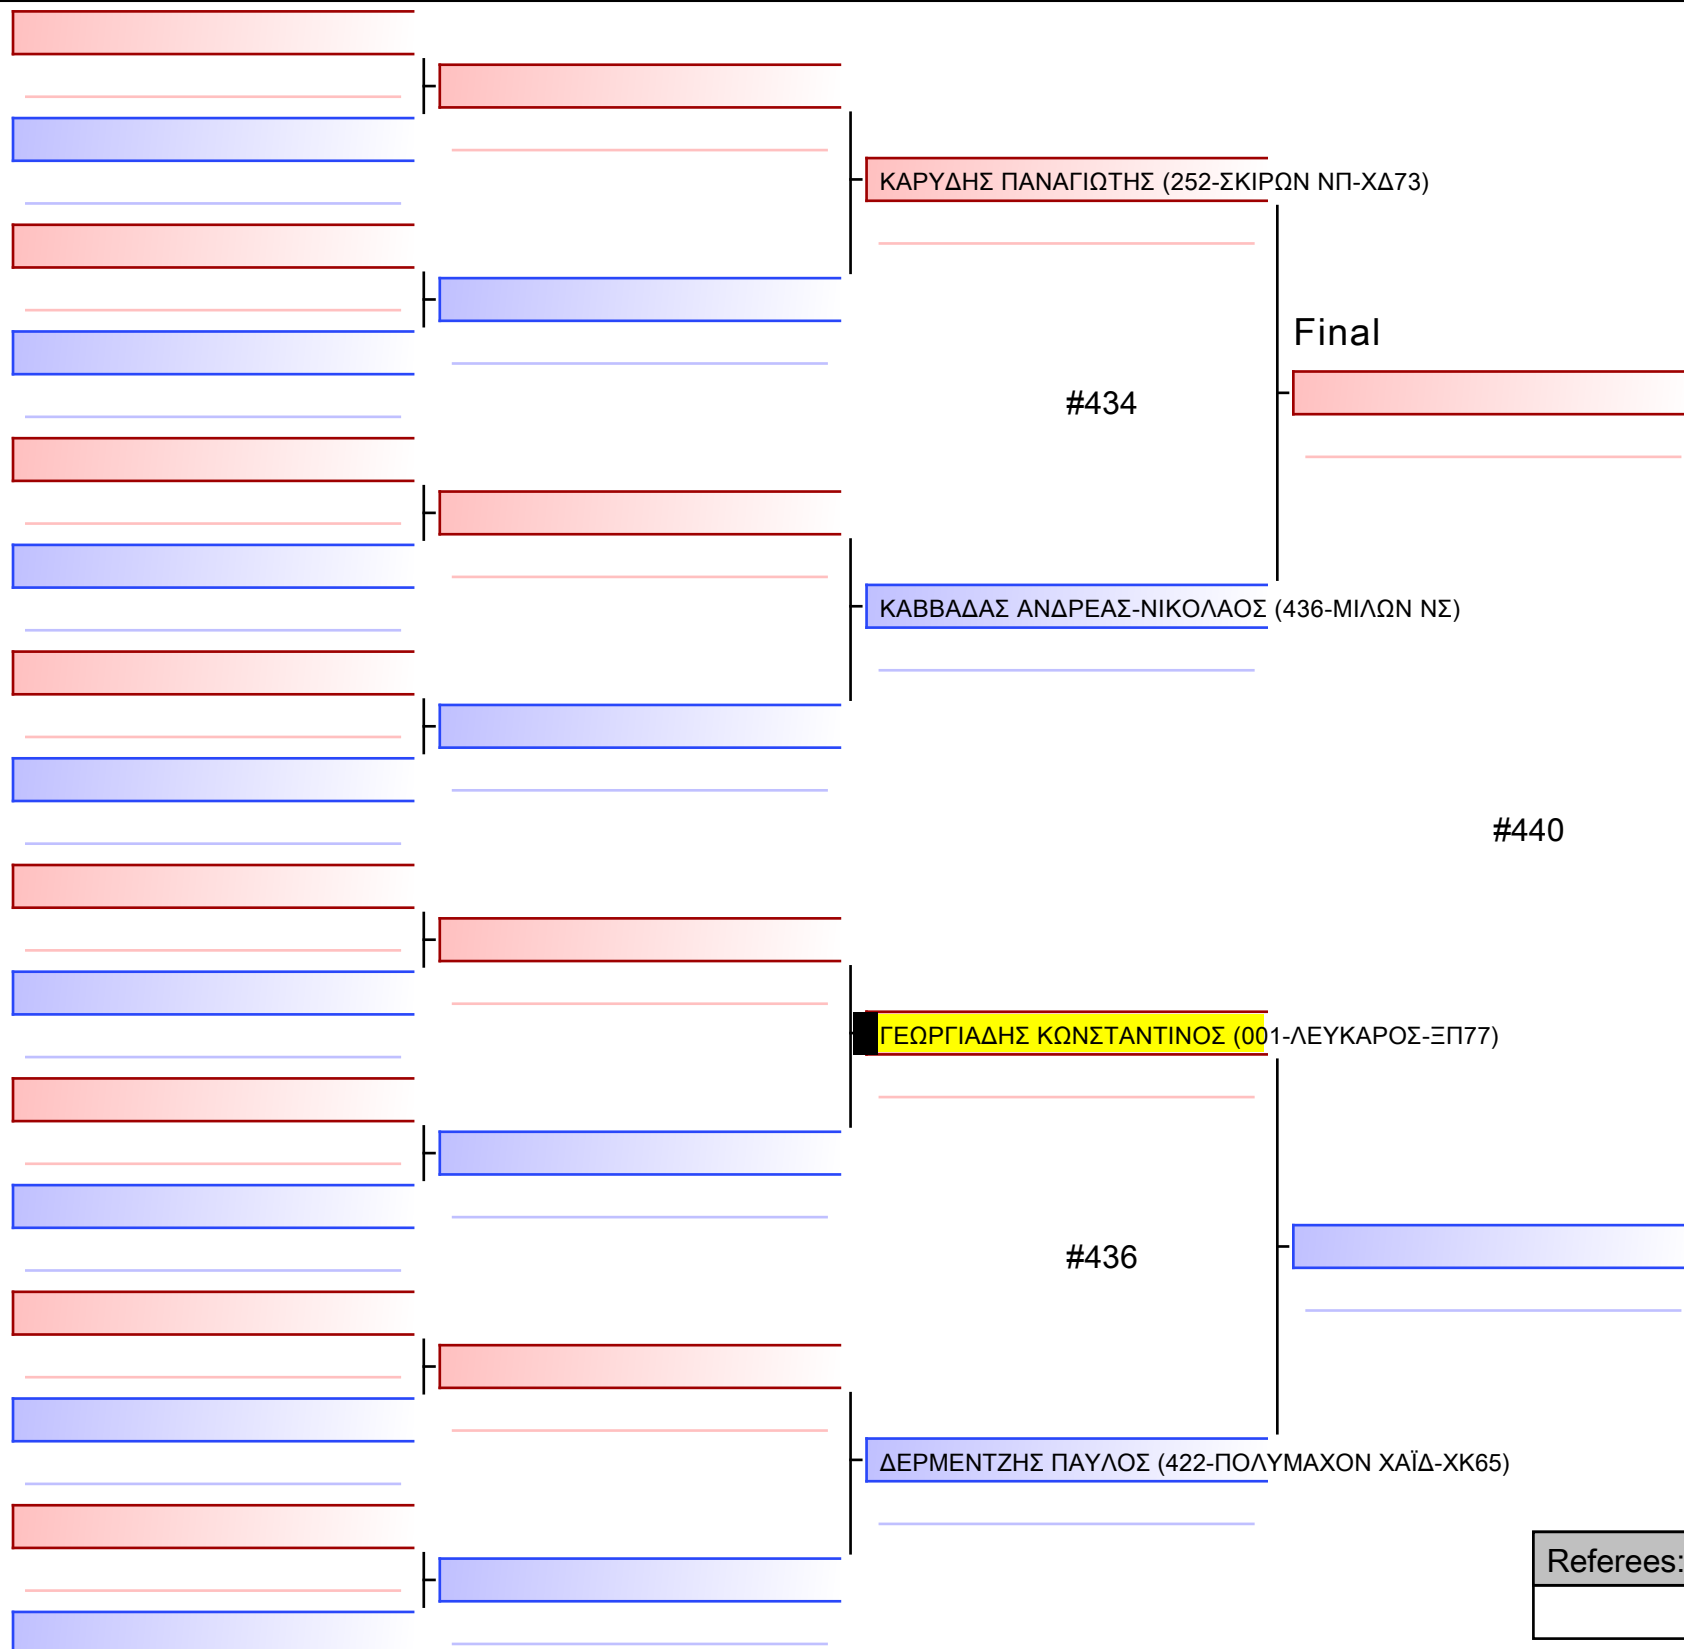 ΚΑΡΥΔΗΣ ΠΑΝΑΓΙΩΤΗΣ (252-ΣΚΙΡΩΝ ΝΠ-ΧΔ73)
Final
#434
ΚΑΒΒΑΔΑΣ ΑΝΔΡΕΑΣ-ΝΙΚΟΛΑΟΣ (436-ΜΙΛΩΝ ΝΣ)
#440
ΓΕΩΡΓΙΑΔΗΣ ΚΩΝΣΤΑΝΤΙΝΟΣ (001-ΛΕΥΚΑΡΟΣ-ΞΠ77)
#436
ΔΕΡΜΕΝΤΖΗΣ ΠΑΥΛΟΣ (422-ΠΟΛΥΜΑΧΟΝ ΧΑΪΔ-ΧΚ65)
Referees: